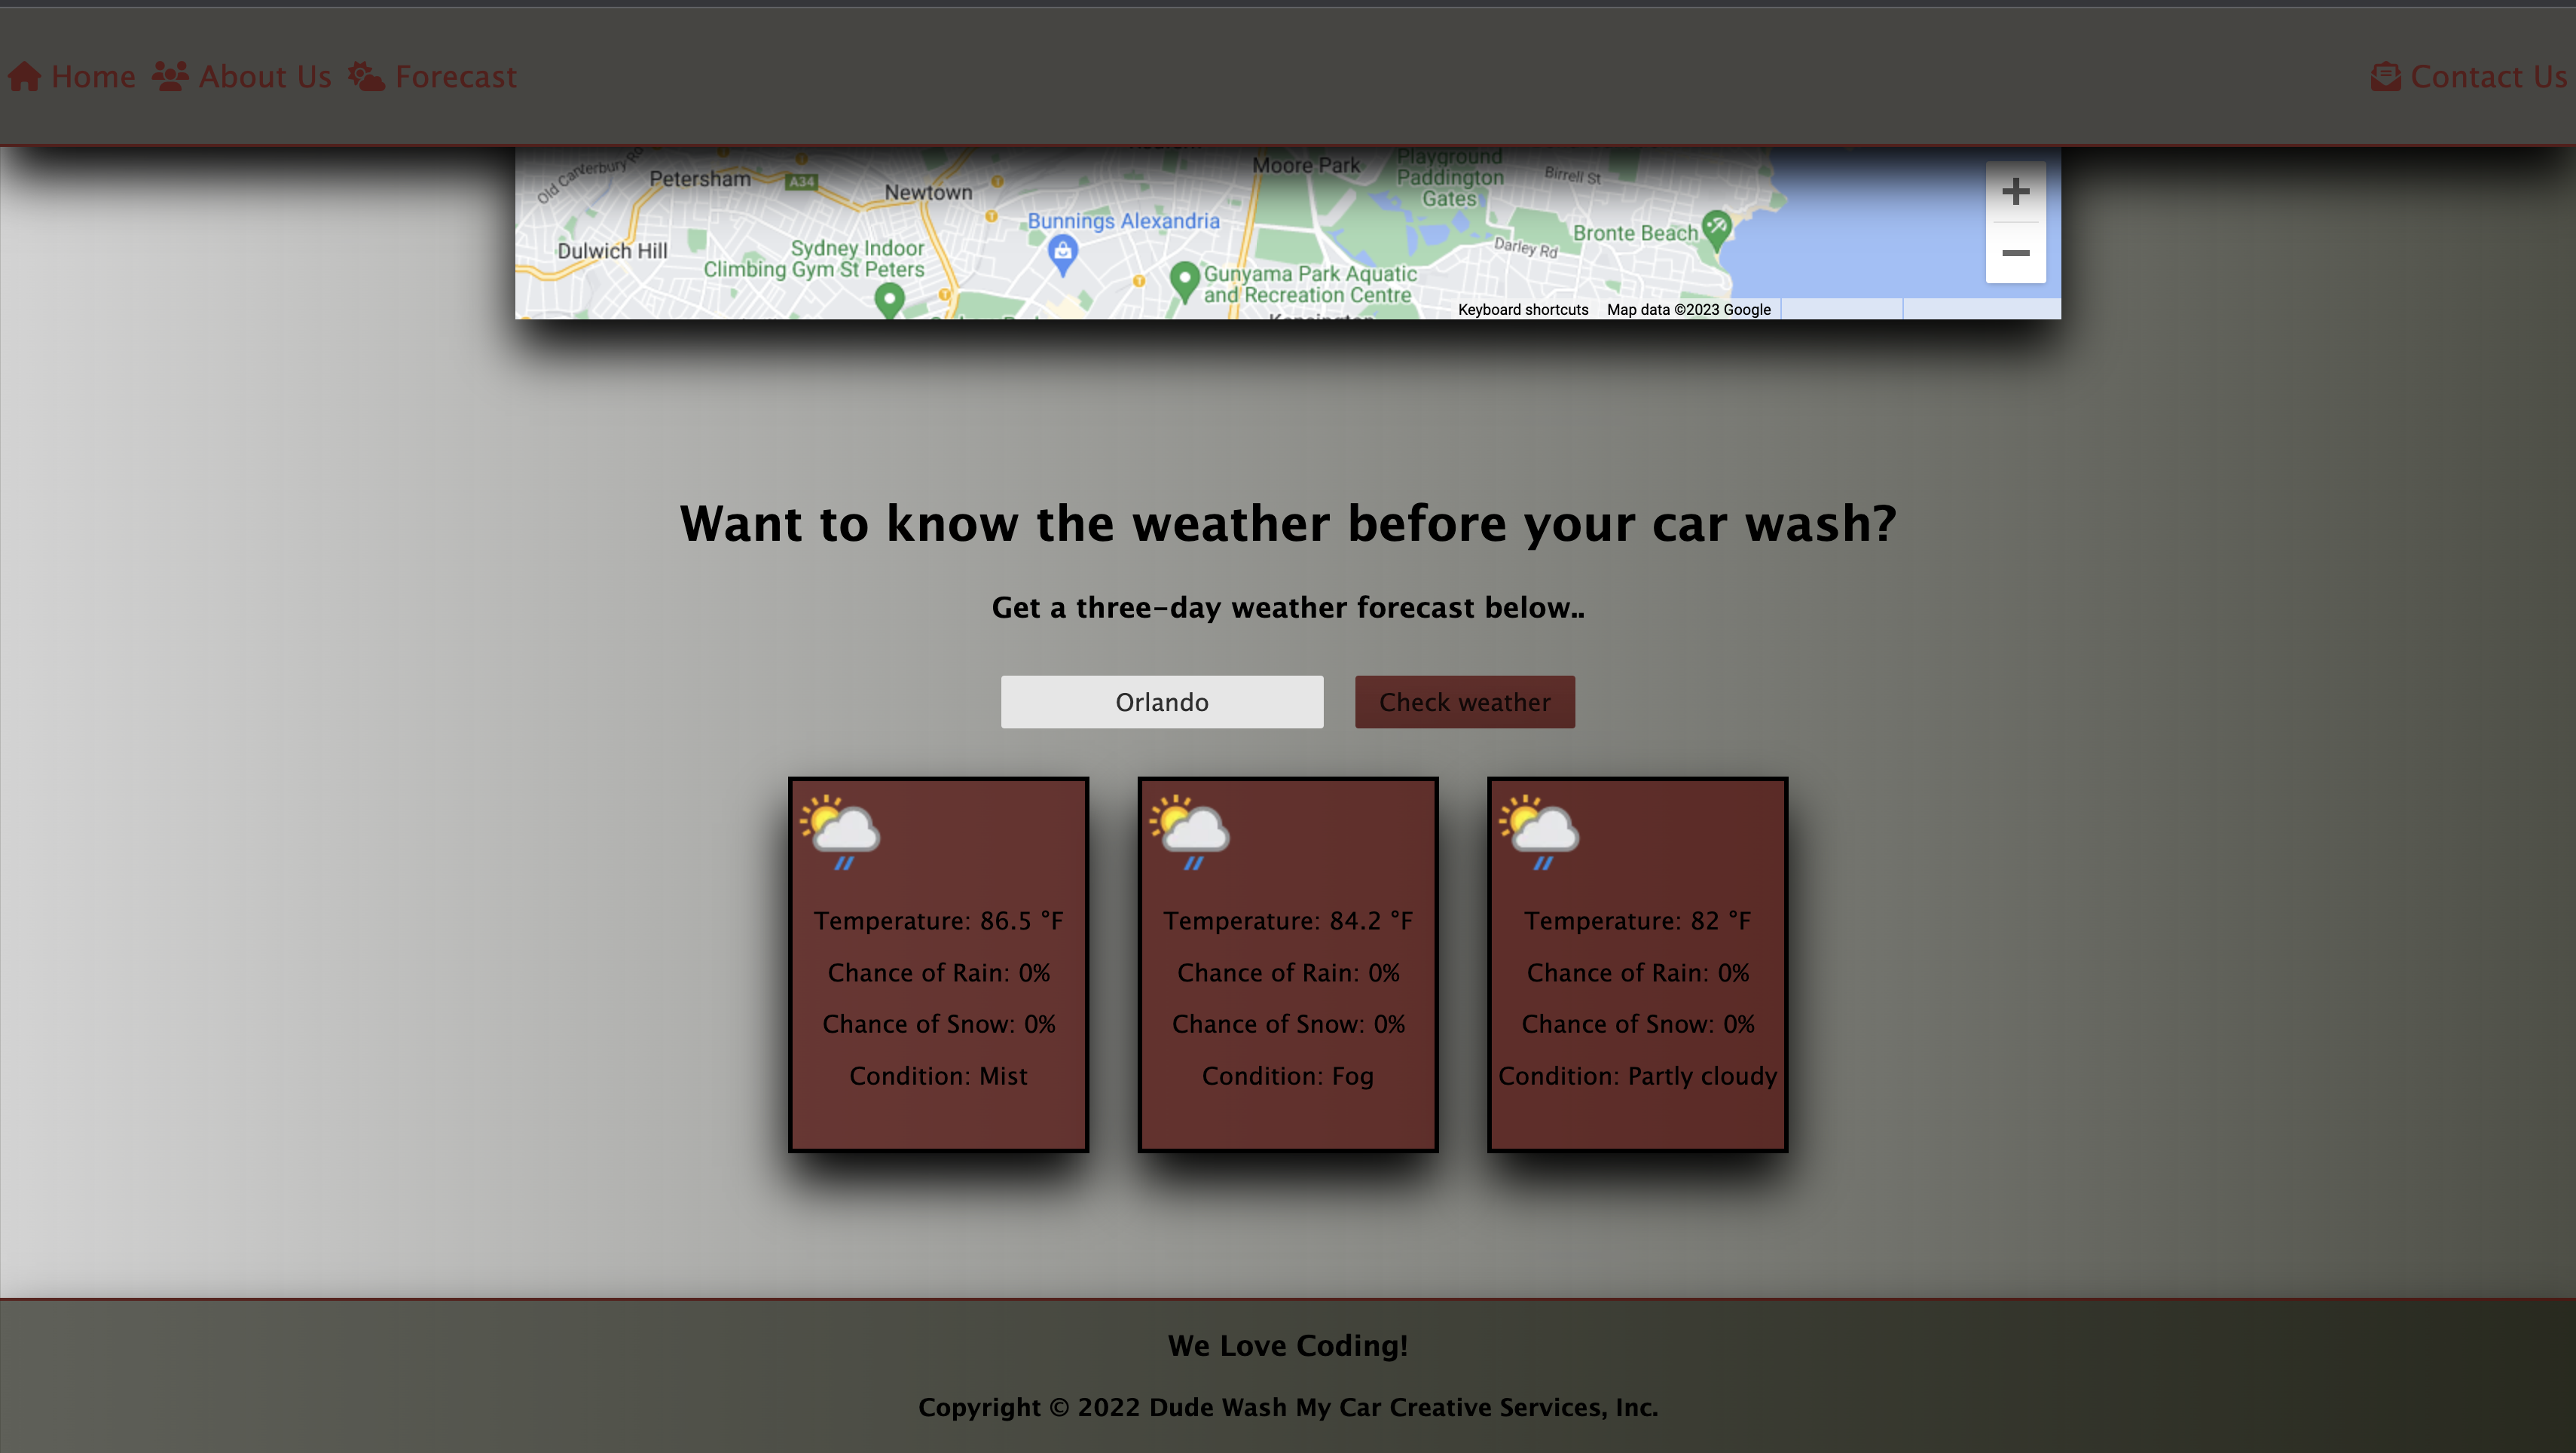 Home About Us Forecast Contact Us
Old Canterbury Rd
Petersham
A34
Newtown
Moore Park
Playground
Paddington
Gates
Birrell St
Bunnings Alexandria
Dulwich Hill
Sydney Indoor
Climbing Gym St Peters
Darley Rd
Bronte Beach
Gunyama Park Aquatic
and Recreation Centre
Kensington
Keyboard shortcuts Map data ©2023 Google
Want to know the weather before your car wash?
Get a three-day weather forecast below..
Orlando Check weather
Temperature: 86.5 °F
Chance of Rain: 0%
Chance of Snow: 0%
Condition: Mist
Temperature: 84.2 °F
Chance of Rain: 0%
Chance of Snow: 0%
Condition: Fog
Temperature: 82 °F
Chance of Rain: 0%
Chance of Snow: 0%
Condition: Partly cloudy
We Love Coding!
Copyright © 2022 Dude Wash My Car Creative Services, Inc.